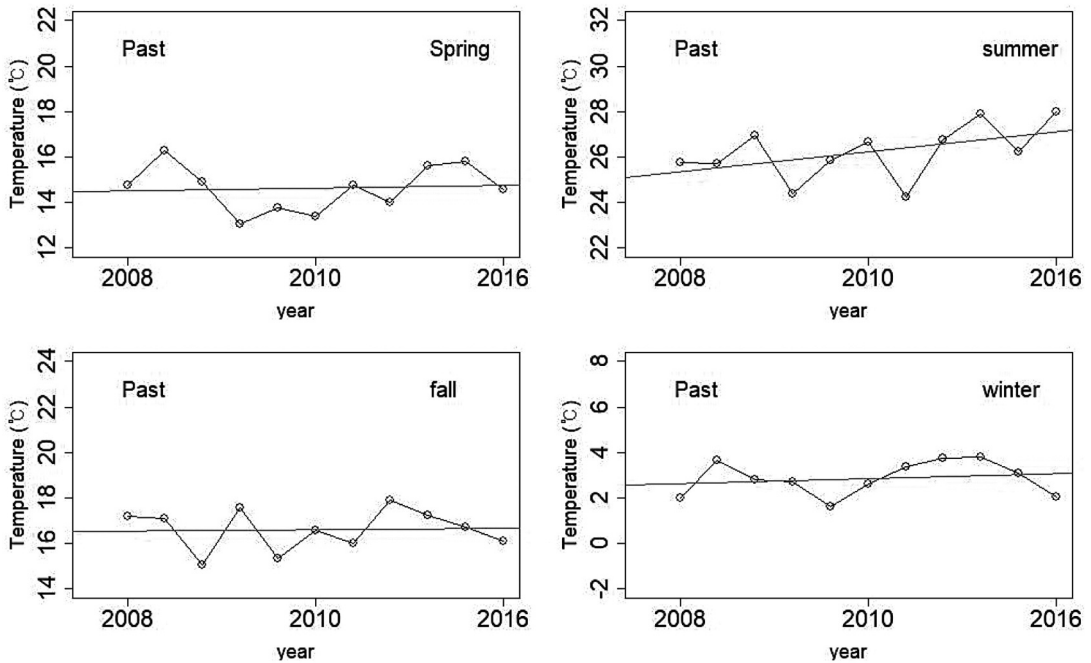 Temperature (℃)
22
20
18
16
14
12
Past
Spring
2008
2010
2016
year
Temperature (℃)
32
30
28
26
24
22
Past
summer
2008
2010
2016
year
Temperature (℃)
24
22
20
18
16
14
Past
fall
2008
2010
2016
year
Temperature (℃)
8
6
4
2
0
-2
Past
winter
2008
2010
2016
year